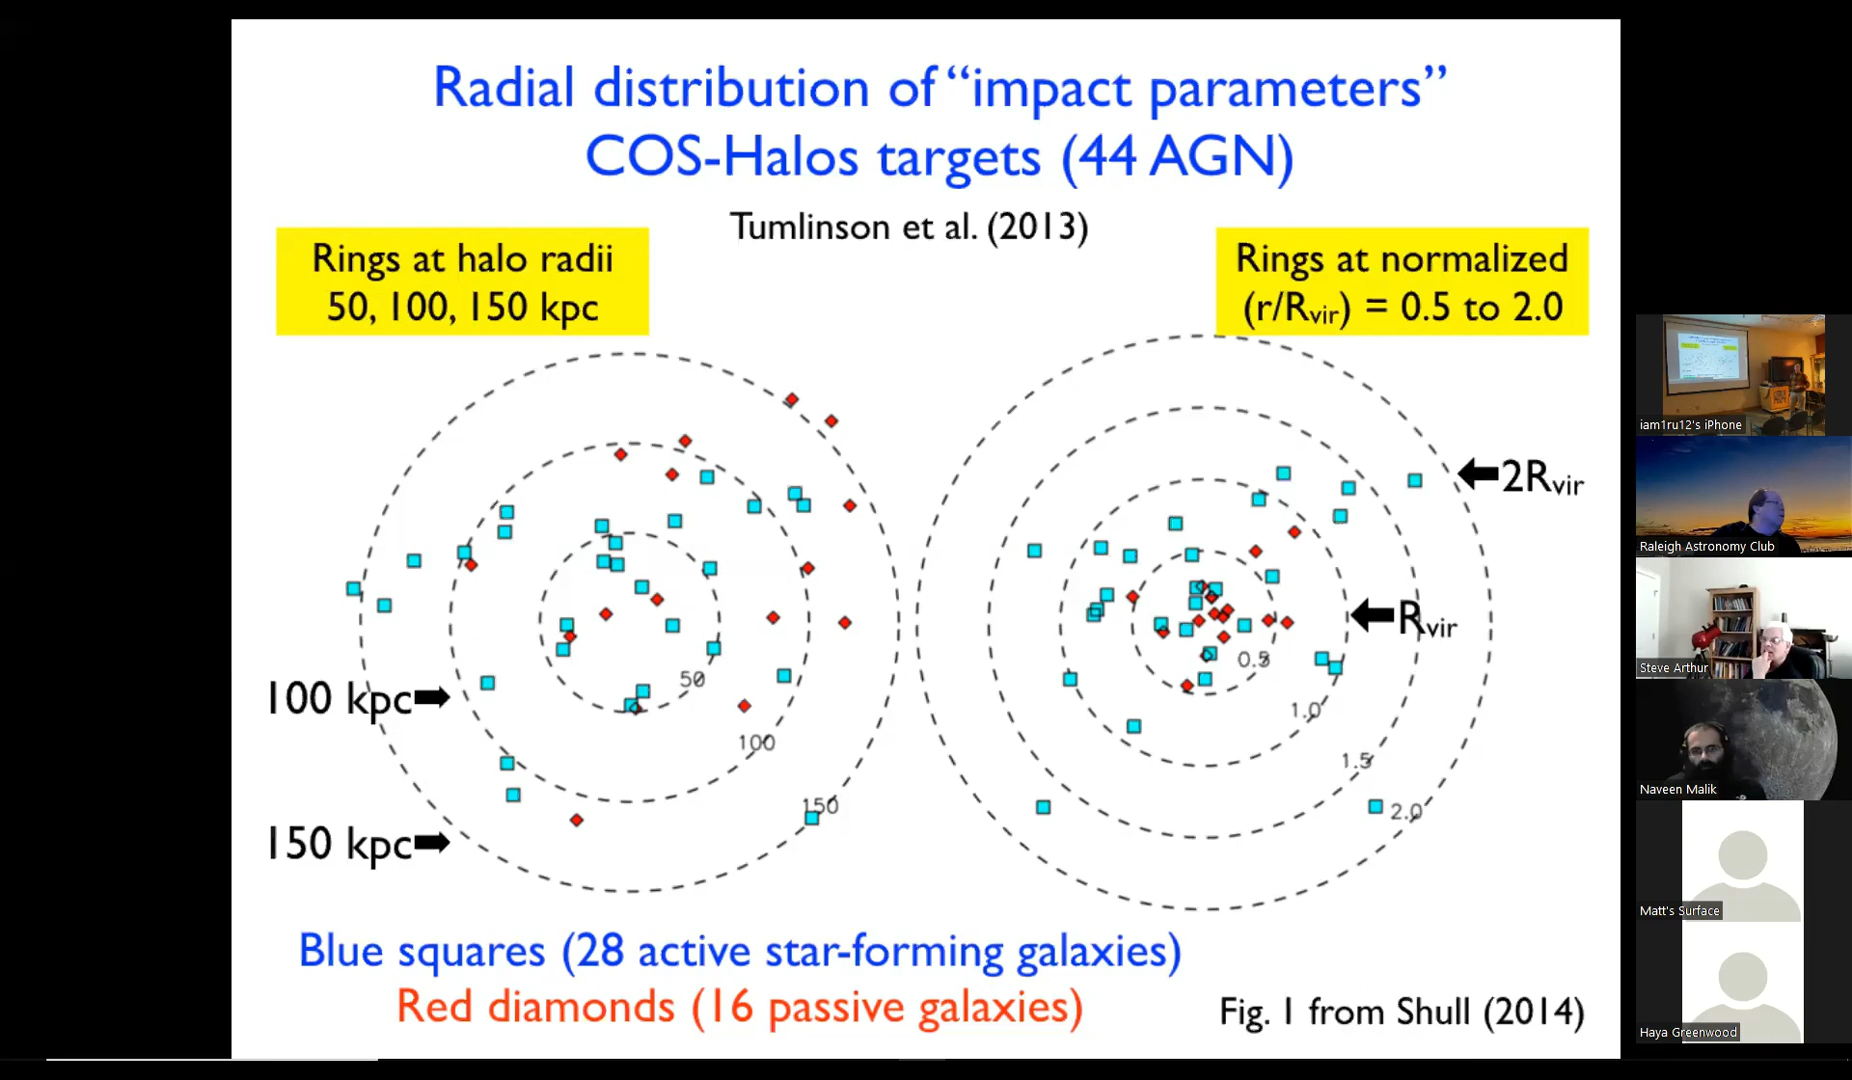 Radial distribution of “impact parameters”
COS-Halos targets (44 AGN)
Tumlinson et al. (2013)
Rings at halo radii
50, 100, 150 kpc
Rings at normalized
(r/Rvir) = 0.5 to 2.0
2Rvir
Rvir
50
100
150
100 kpc
150 kpc
0.5
1.0
1.5
2.0
Blue squares (28 active star-forming galaxies)
Red diamonds (16 passive galaxies)
Fig. 1 from Shull (2014)
iam1ru12's iPhone
Raleigh Astronomy Club
Steve Arthur
Naveen Malik
Matt's Surface
Haya Greenwood